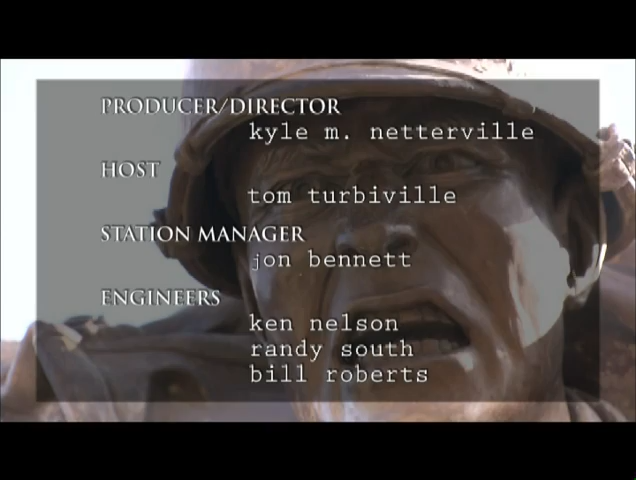 PRODUCER/DIRECTOR
kyle m. netterville
HOST
tom turbiville
STATION MANAGER
jon bennett
ENGINEERS
ken nelson
randy south
bill roberts